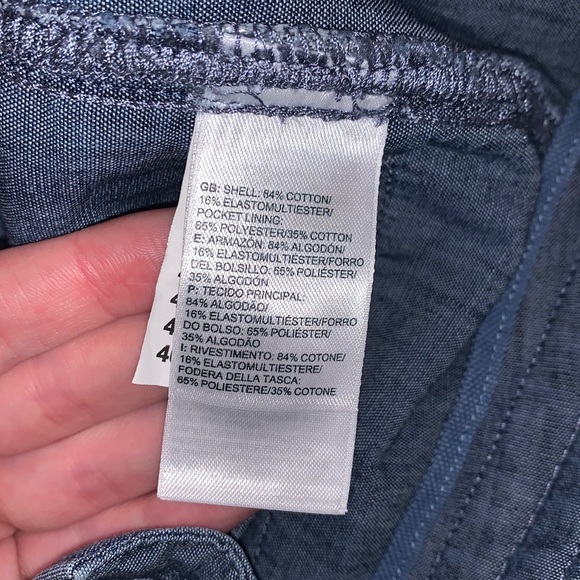 GB: SHELL: 84% COTTON/
16% ELASTOMULTIESTER/
POCKET LINING:
65% POLYESTER/35% COTTON
E: ARMAZÓN: 84% ALGODÓN/
16% ELASTOMULTIÉSTER/FORRO
DEL BOLSILLO: 65% POLIÉSTER/
35% ALGODÓN
P: TECIDO PRINCIPAL:
84% ALGODÃO/
16% ELASTOMULTIÉSTER/FORRO
DO BOLSO: 65% POLIÉSTER/
35% ALGODÃO
I: RIVESTIMENTO: 84% COTONE/
16% ELASTOMULTIESTERE/
FODERA DELLA TASCA:
65% POLIESTERE/35% COTONE